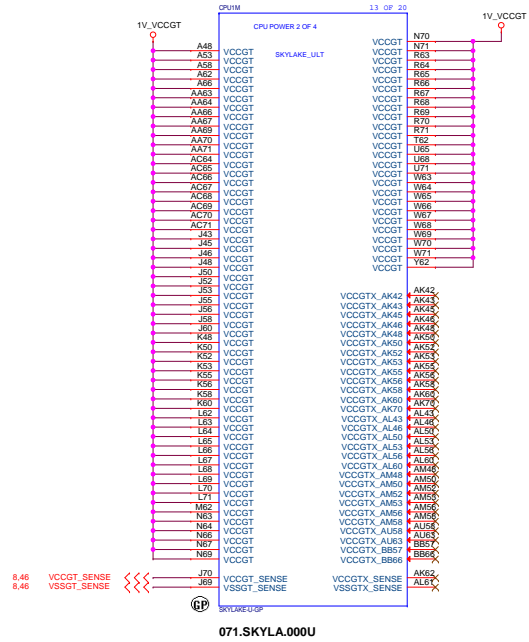 CPU1M
13 OF 20
CPU POWER 2 OF 4
SKYLAKE_ULT
1V_VCCGT
A48 VCCGT
A53 VCCGT
A58 VCCGT
A62 VCCGT
A66 VCCGT
AA63 VCCGT
AA64 VCCGT
AA66 VCCGT
AA67 VCCGT
AA69 VCCGT
AA70 VCCGT
AA71 VCCGT
AC64 VCCGT
AC65 VCCGT
AC66 VCCGT
AC67 VCCGT
AC68 VCCGT
AC69 VCCGT
AC70 VCCGT
AC71 VCCGT
J43 VCCGT
J45 VCCGT
J46 VCCGT
J48 VCCGT
J50 VCCGT
J52 VCCGT
J53 VCCGT
J55 VCCGT
J56 VCCGT
J58 VCCGT
J60 VCCGT
K48 VCCGT
K50 VCCGT
K52 VCCGT
K53 VCCGT
K55 VCCGT
K56 VCCGT
K58 VCCGT
K60 VCCGT
L62 VCCGT
L63 VCCGT
L64 VCCGT
L65 VCCGT
L66 VCCGT
L67 VCCGT
L68 VCCGT
L69 VCCGT
L70 VCCGT
L71 VCCGT
M62 VCCGT
N63 VCCGT
N64 VCCGT
N66 VCCGT
N67 VCCGT
N69 VCCGT
8,46 VCCGT_SENSE J70 VCCGT_SENSE
8,46 VSSGT_SENSE J69 VSSGT_SENSE
1V_VCCGT
VCCGT N70
VCCGT N71
VCCGT R63
VCCGT R64
VCCGT R65
VCCGT R66
VCCGT R67
VCCGT R68
VCCGT R69
VCCGT R70
VCCGT R71
VCCGT T62
VCCGT U65
VCCGT U68
VCCGT U71
VCCGT W63
VCCGT W64
VCCGT W65
VCCGT W66
VCCGT W67
VCCGT W68
VCCGT W69
VCCGT W70
VCCGT W71
VCCGT Y62
VCCGTX_AK42 AK42
VCCGTX_AK43 AK43
VCCGTX_AK45 AK45
VCCGTX_AK46 AK46
VCCGTX_AK48 AK48
VCCGTX_AK50 AK50
VCCGTX_AK52 AK52
VCCGTX_AK53 AK53
VCCGTX_AK55 AK55
VCCGTX_AK56 AK56
VCCGTX_AK58 AK58
VCCGTX_AK60 AK60
VCCGTX_AK70 AK70
VCCGTX_AL43 AL43
VCCGTX_AL46 AL46
VCCGTX_AL50 AL50
VCCGTX_AL53 AL53
VCCGTX_AL56 AL56
VCCGTX_AL60 AL60
VCCGTX_AM48 AM48
VCCGTX_AM50 AM50
VCCGTX_AM52 AM52
VCCGTX_AM53 AM53
VCCGTX_AM56 AM56
VCCGTX_AM58 AM58
VCCGTX_AU58 AU58
VCCGTX_AU63 AU63
VCCGTX_BB57 BB57
VCCGTX_BB66 BB66
VCCGTX_SENSE AK62
VSSGTX_SENSE AL61
GP
SKYLAKE-U-GP
071.SKYLA.000U